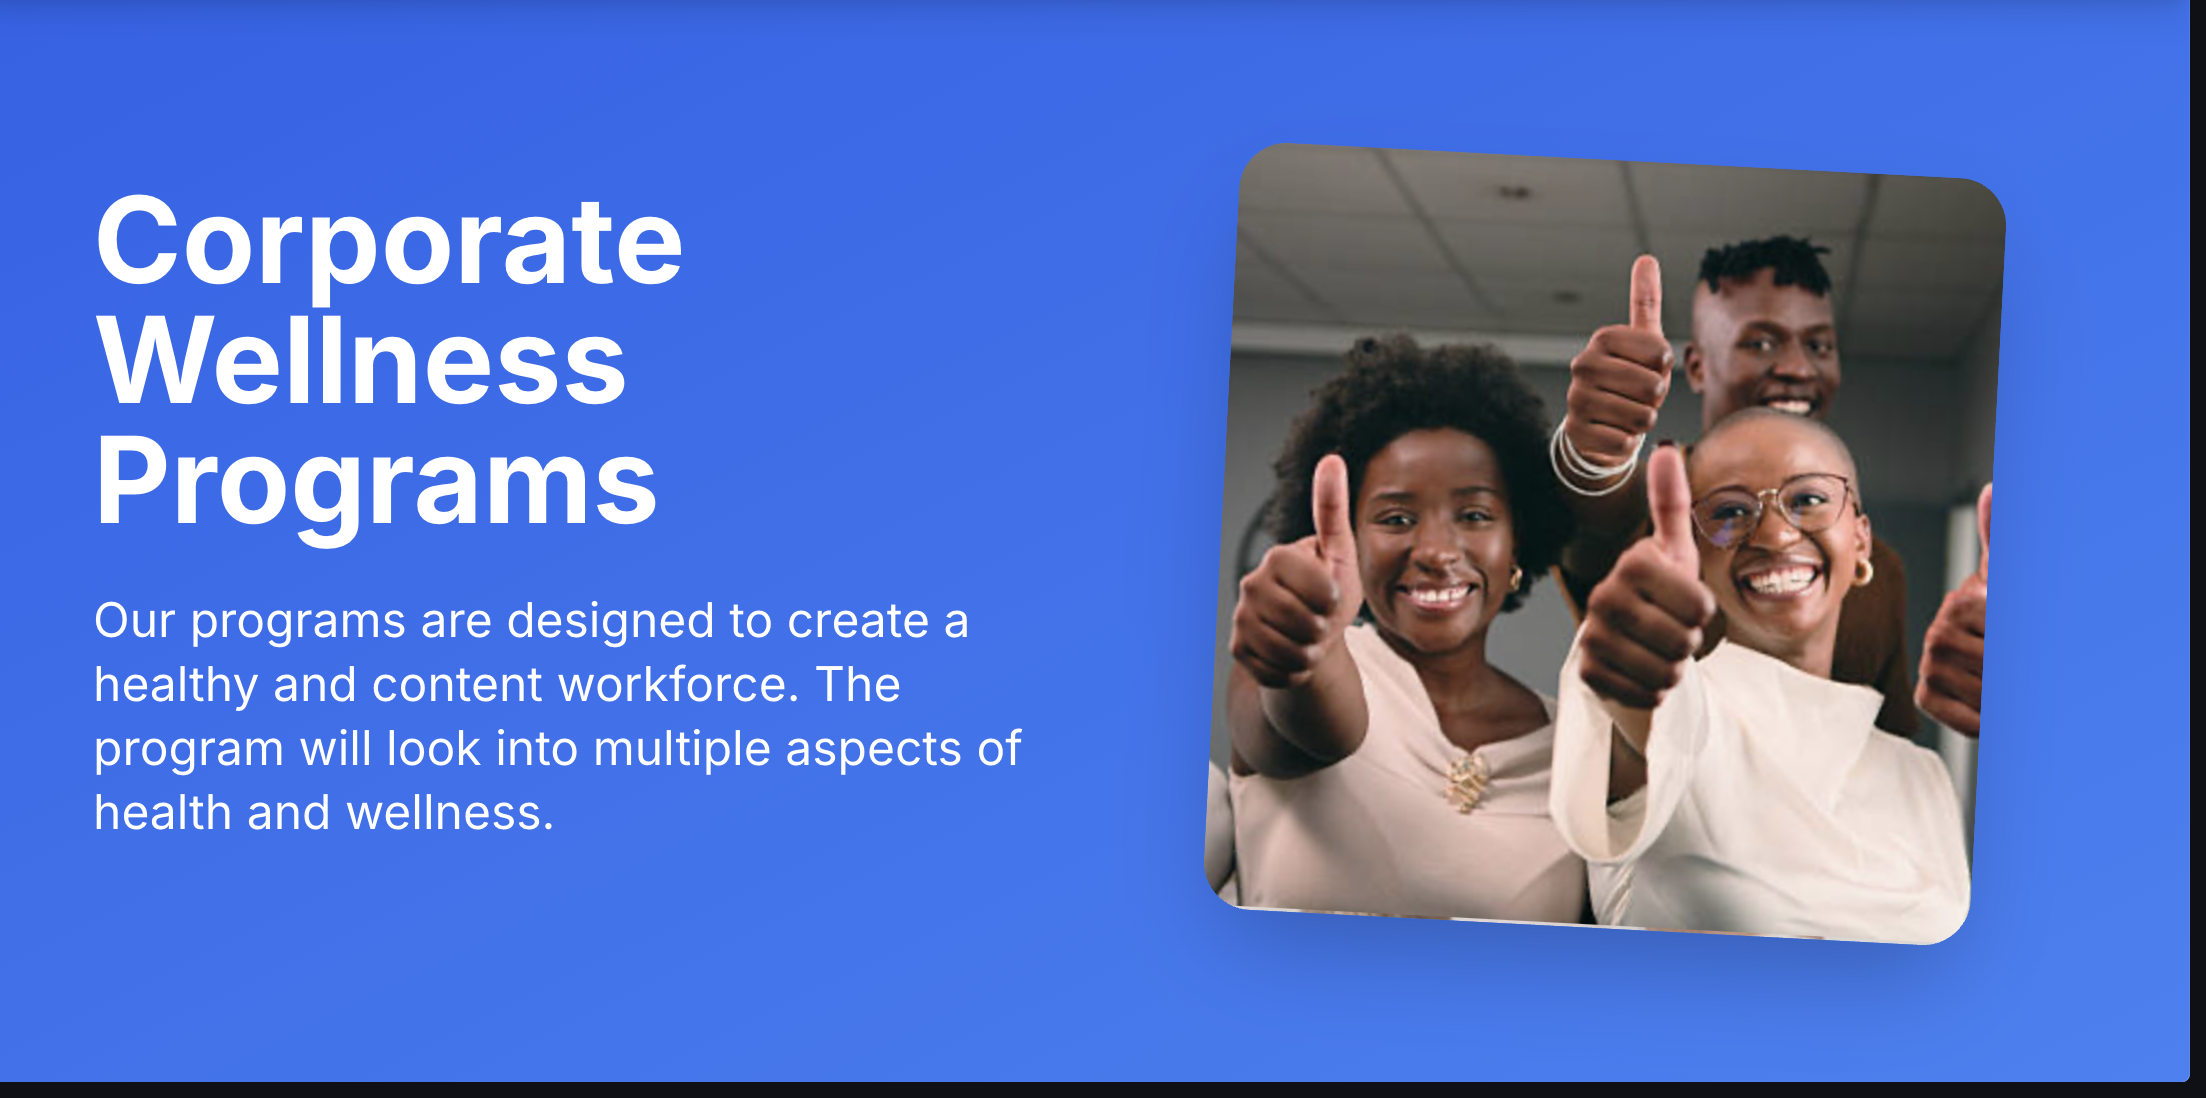 Corporate
Wellness
Programs
Our programs are designed to create a
healthy and content workforce. The
program will look into multiple aspects of
health and wellness.